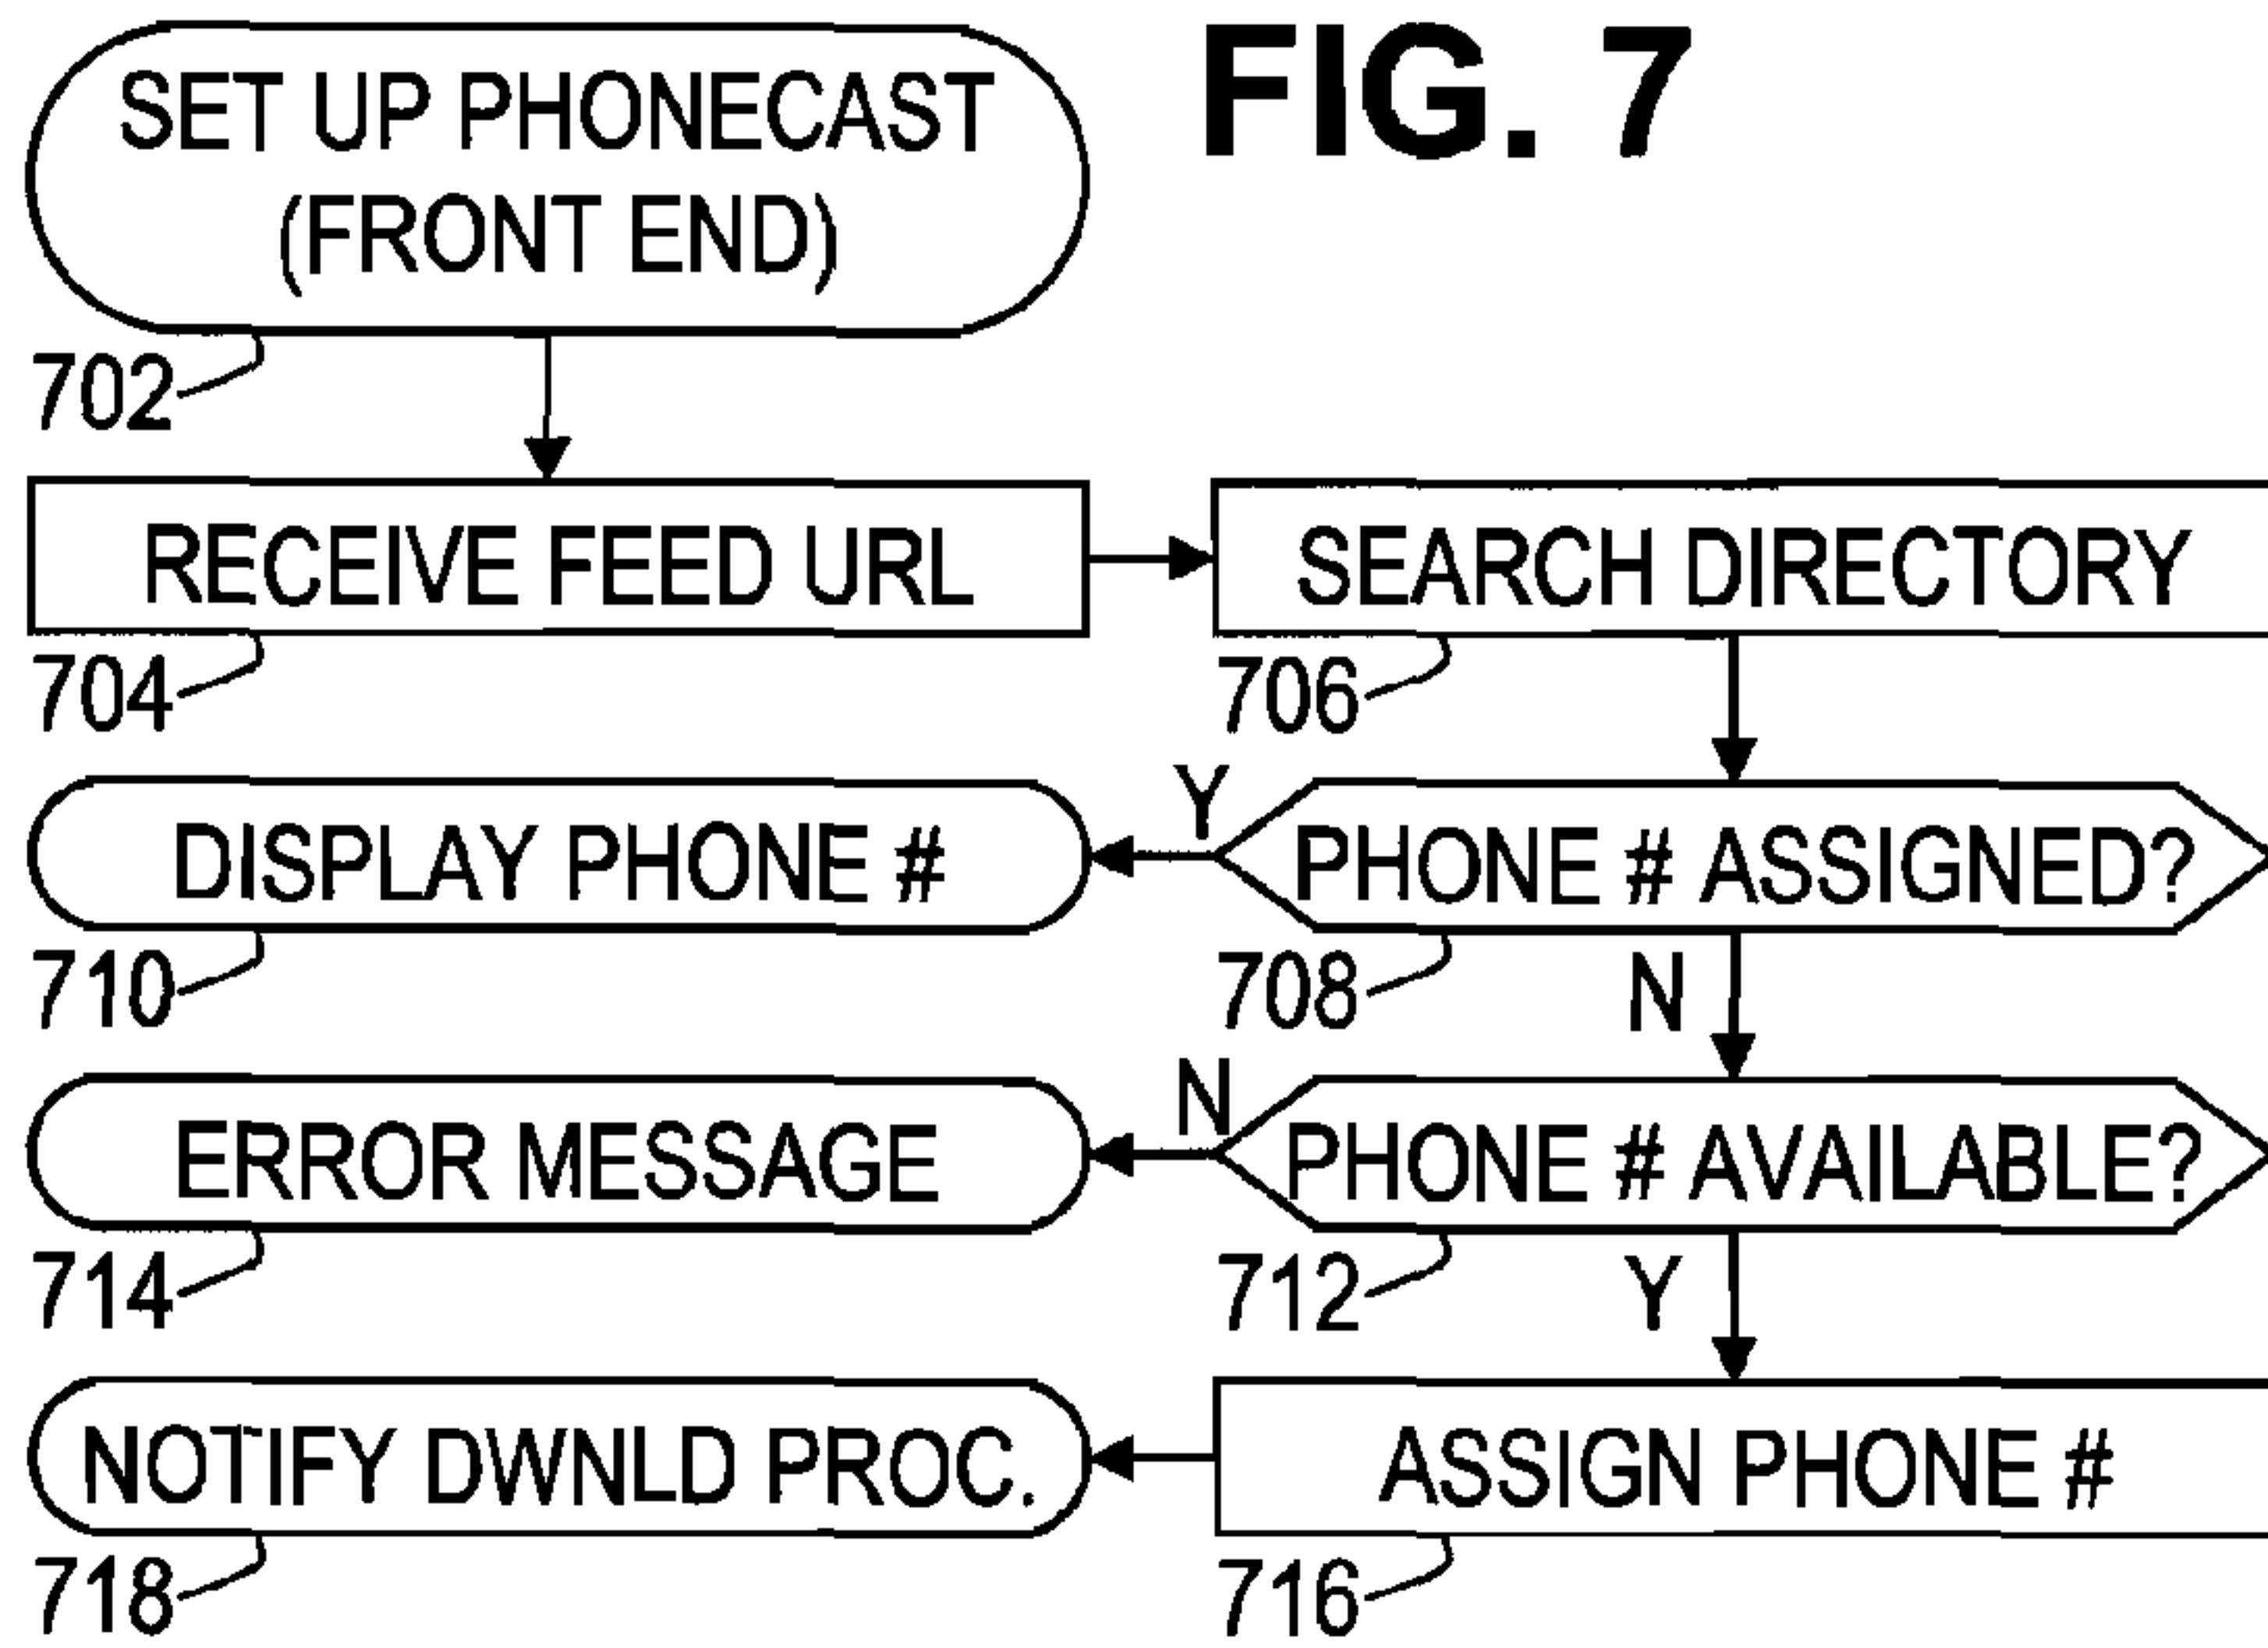 FIG. 7
SET UP PHONECAST
(FRONT END)
702
RECEIVE FEED URL
704
SEARCH DIRECTORY
706
PHONE # ASSIGNED?
708
Y
DISPLAY PHONE #
710
N
PHONE # AVAILABLE?
712
N
ERROR MESSAGE
714
Y
ASSIGN PHONE #
716
NOTIFY DWNLD PROC.
718